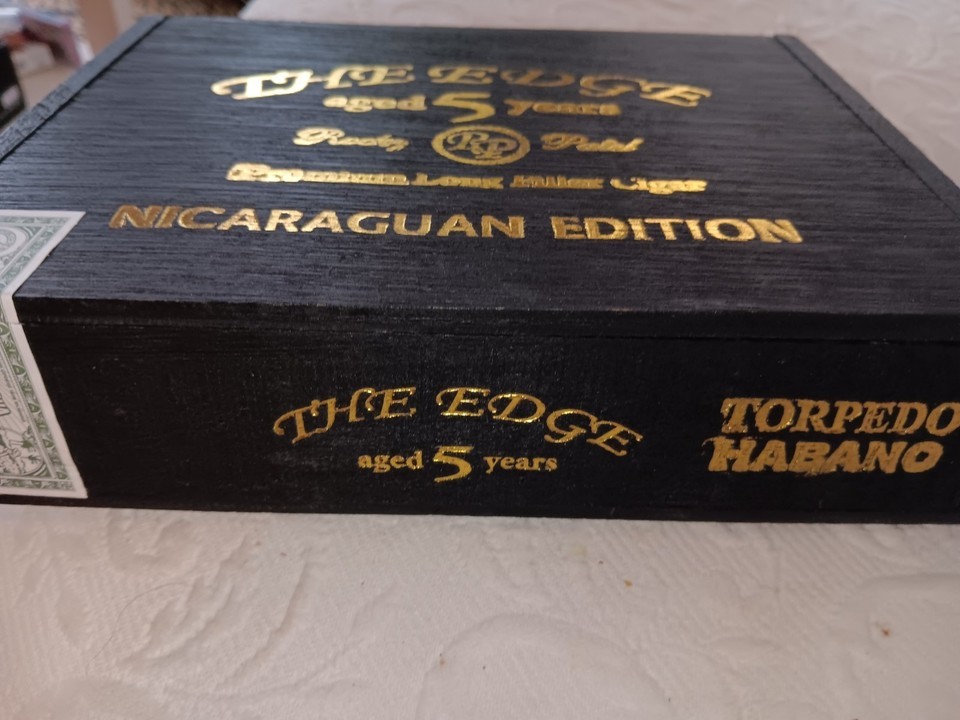 THE EDGE
aged 5 years
Rocky RP Patel
Premium Long Filler Cigar
NICARAGUAN EDITION
THE EDGE
aged 5 years
TORPEDO
HABANO